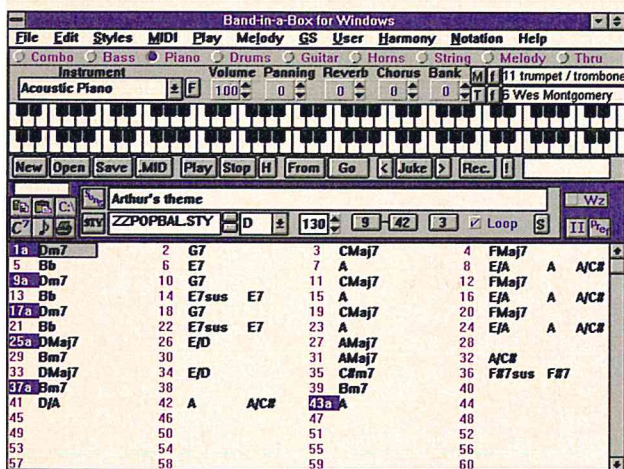 Band-in-a-Box for Windows
File Edit Styles MIDI Play Melody GS User Harmony Notation Help
Combo Bass Piano Drums Guitar Horns String Melody Thru
Instrument Volume Panning Reverb Chorus Bank M f 11 trumpet / trombone
Acoustic Piano F 100 0 0 0 0 T f 6 Wes Montgomery
New Open Save .MID Play Stop H From Go < Juke > Rec. !
Arthur's theme Wz
C:\ STY ZZPOPBAL.STY D 130 9 - 42 3 Loop S
C7 II Pref
1a Dm7 2 G7 3 CMaj7 4 FMaj7
5 Bb 6 E7 7 A 8 E/A A A/C#
9a Dm7 10 G7 11 CMaj7 12 FMaj7
13 Bb 14 E7sus E7 15 A 16 E/A A A/C#
17a Dm7 18 G7 19 CMaj7 20 FMaj7
21 Bb 22 E7sus E7 23 A 24 E/A A A/C#
25a DMaj7 26 E/D 27 AMaj7 28
29 Bm7 30 31 AMaj7 32 A/C#
33 DMaj7 34 E/D 35 C#m7 36 F#7sus F#7
37a Bm7 38 39 Bm7 40
41 D/A 42 A A/C# 43a A 44
45 46 47 48
49 50 51 52
53 54 55 56
57 58 59 60